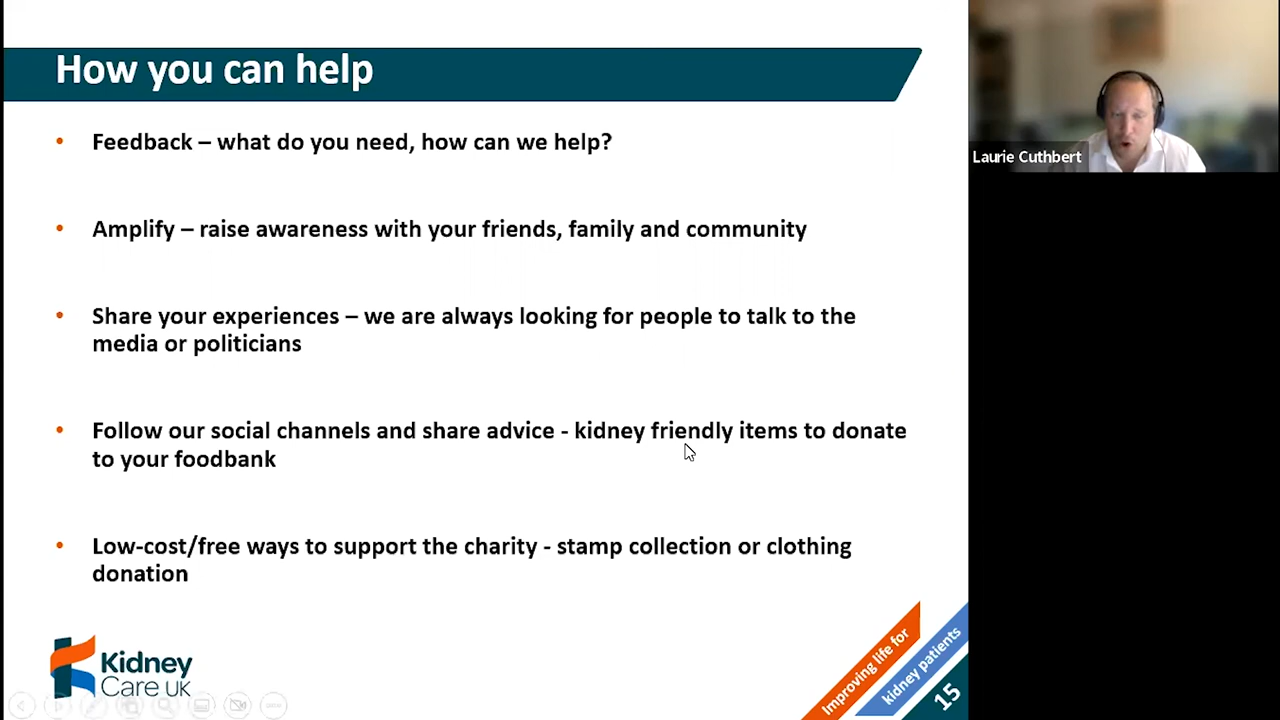 How you can help
• Feedback – what do you need, how can we help?
• Amplify – raise awareness with your friends, family and community
• Share your experiences – we are always looking for people to talk to the
media or politicians
• Follow our social channels and share advice - kidney friendly items to donate
to your foodbank
• Low-cost/free ways to support the charity - stamp collection or clothing
donation
Kidney
Care UK
Improving life for
kidney patients
15
Laurie Cuthbert